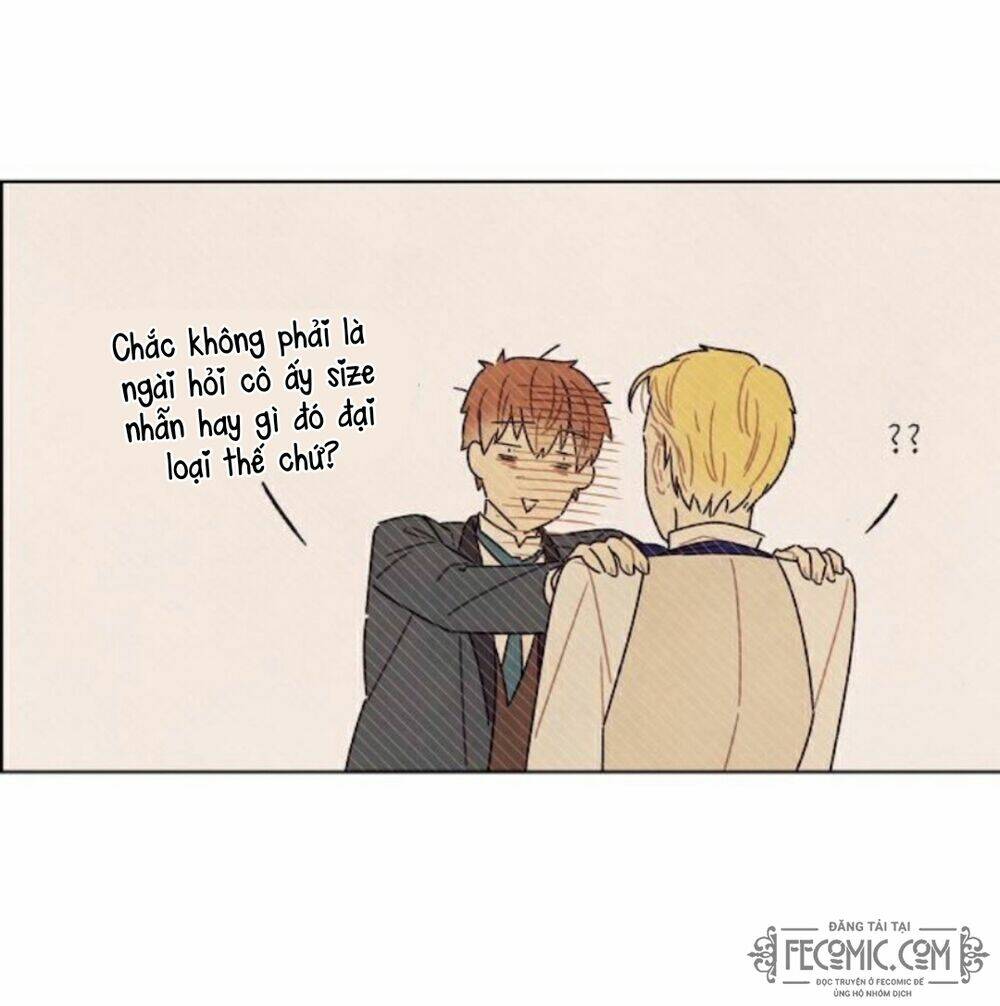 Chắc không phải là
ngài hỏi cô ấy size
nhẫn hay gì đó đại
loại thế chứ?
??
ĐĂNG TẢI TẠI
FECOMIC.COM
ĐỌC TRUYỆN Ở FECOMIC ĐỂ
ỦNG HỘ NHÓM DỊCH